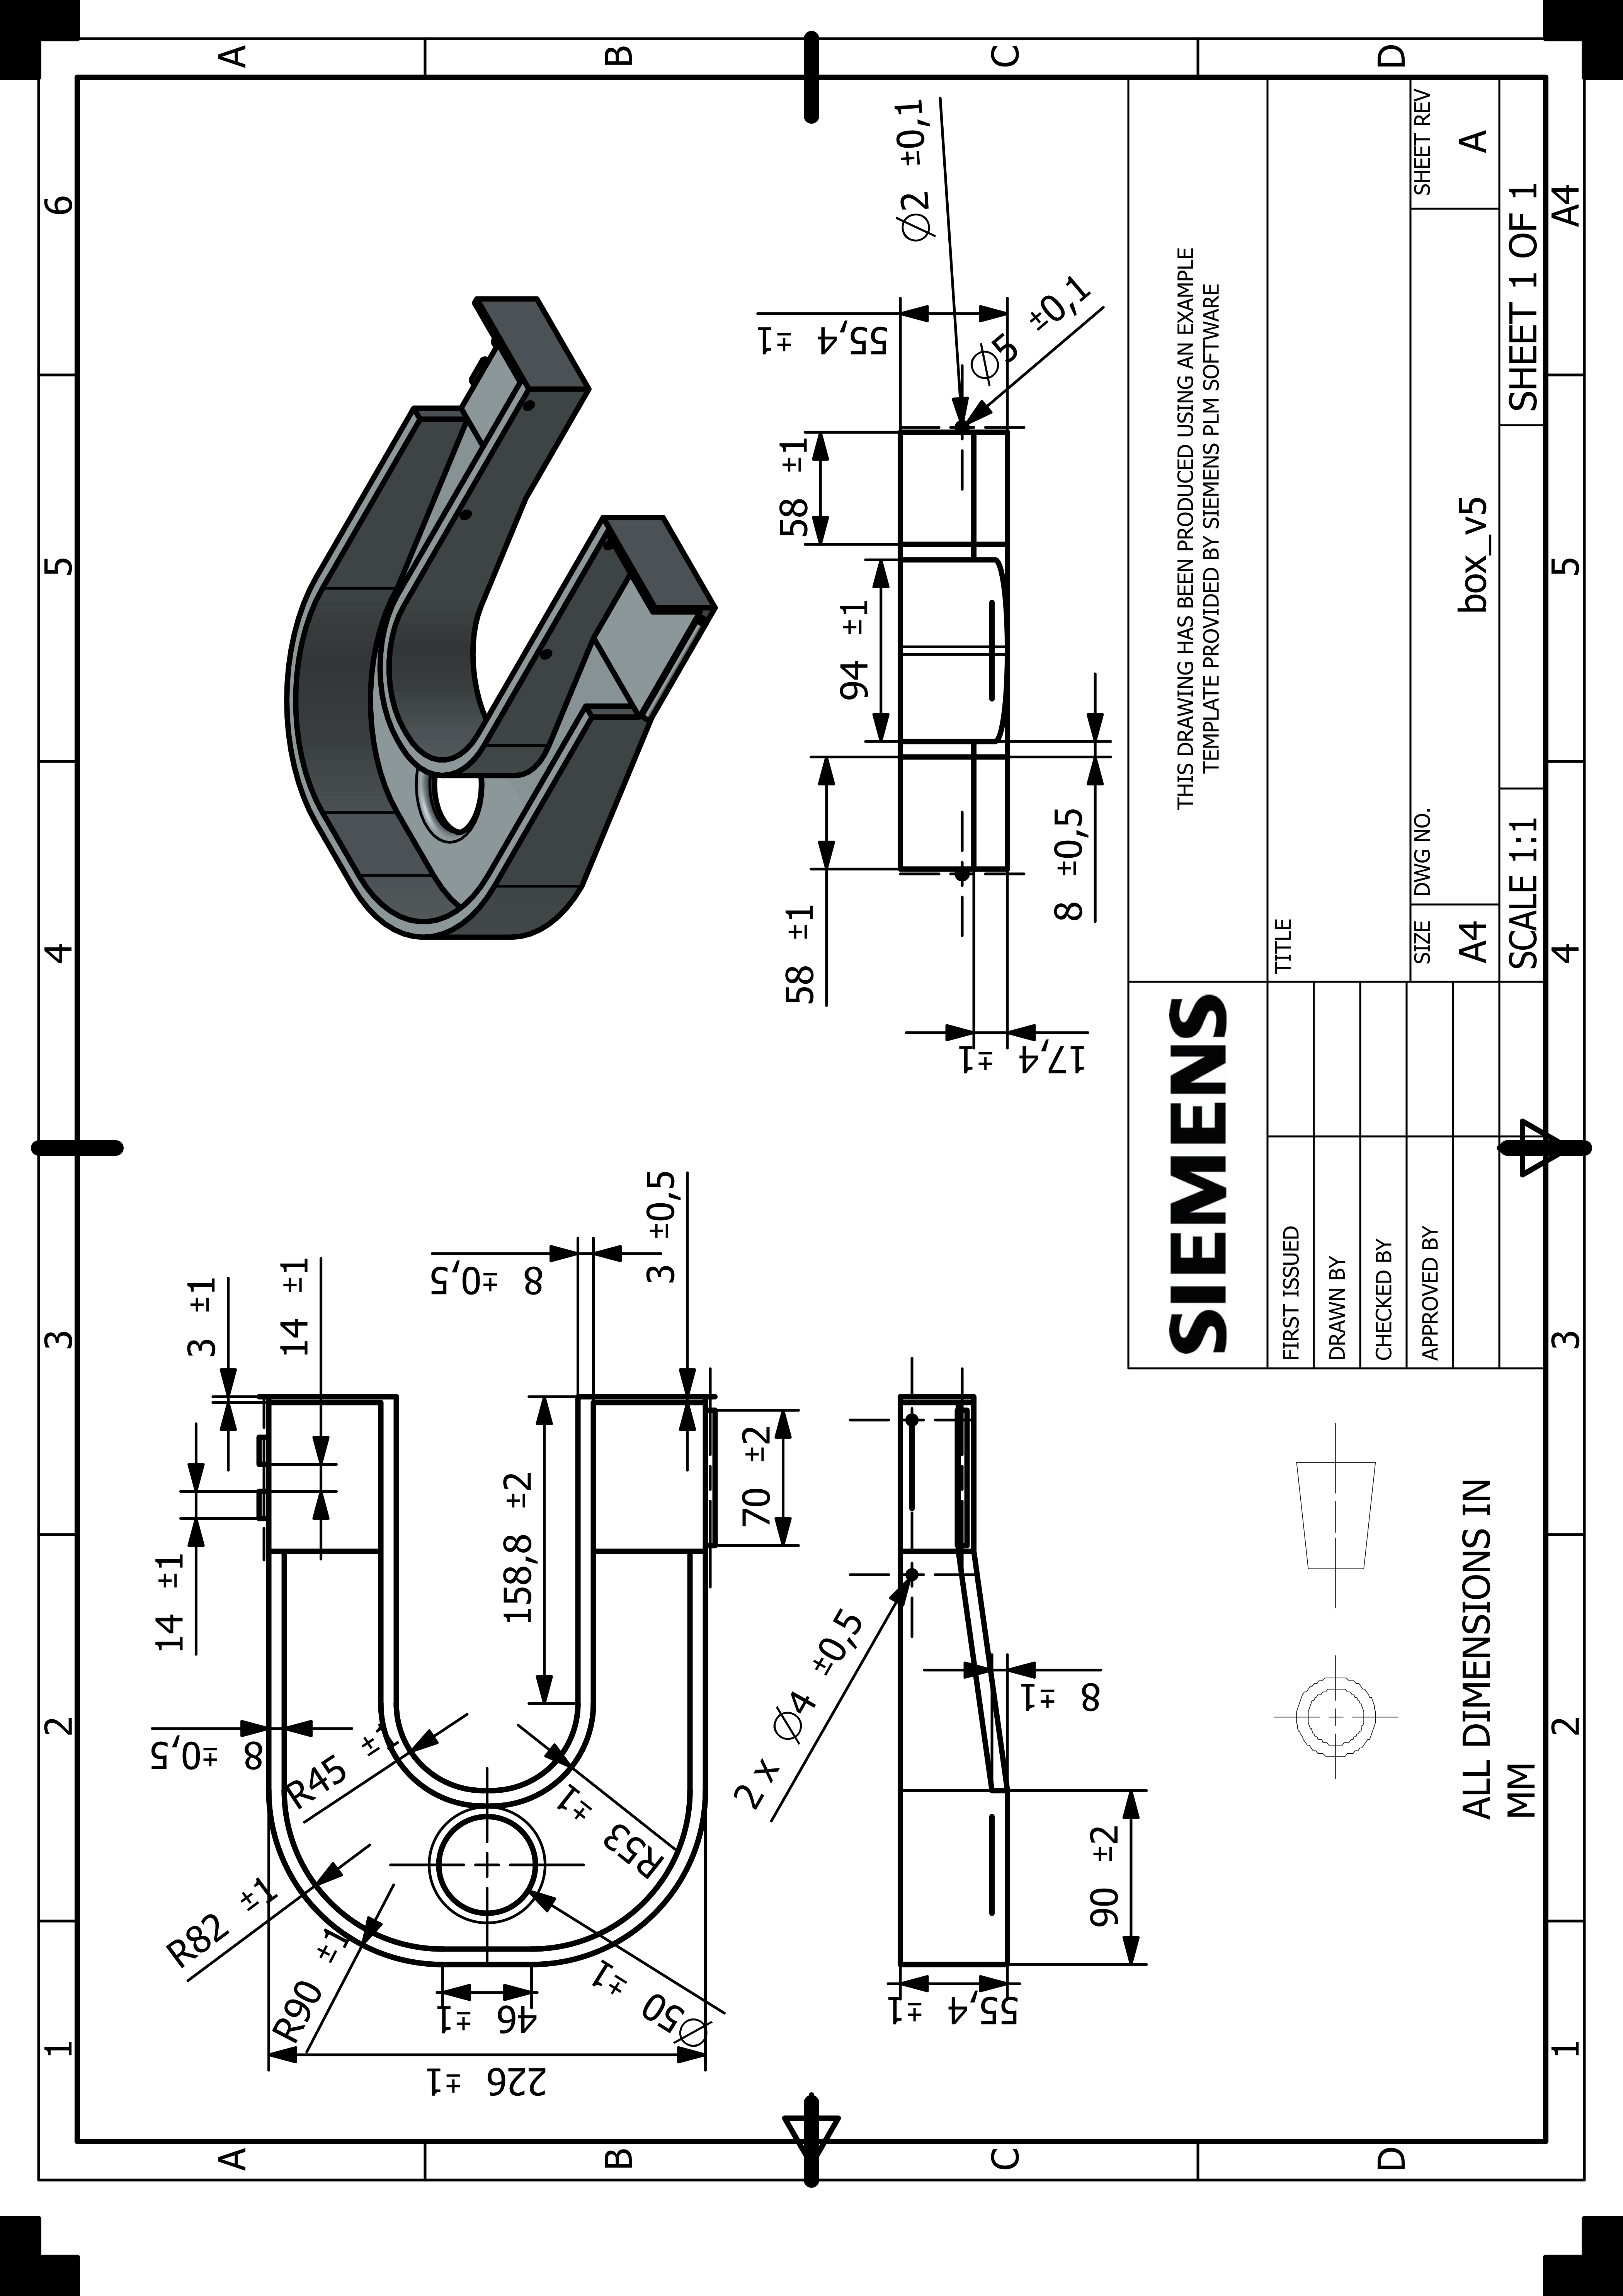 A
B
C
D
6
5
4
3
2
1
∅2 ±0,1
∅5 ±0,1
55,4 ±1
58 ±1
94 ±1
58 ±1
8 ±0,5
17,4 ±1
3 ±1
14 ±1
14 ±1
8 ±0,5
3 ±0,5
158,8 ±2
70 ±2
8 ±0,5
R45 ±1
R53 ±1
R82 ±1
R90 ±1
∅50 ±1
46 ±1
226 ±1
2 x ∅4 ±0,5
8 ±1
90 ±2
55,4 ±1
ALL DIMENSIONS IN
MM
SIEMENS
THIS DRAWING HAS BEEN PRODUCED USING AN EXAMPLE
TEMPLATE PROVIDED BY SIEMENS PLM SOFTWARE
FIRST ISSUED
DRAWN BY
CHECKED BY
APPROVED BY
TITLE
SIZE
A4
DWG NO.
box_v5
SHEET REV
A
SCALE 1:1
SHEET 1 OF 1
A4
5
4
3
2
1
A
B
C
D